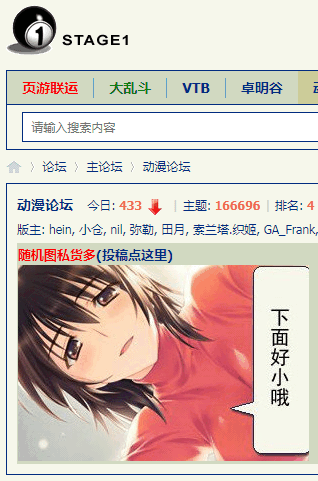 STAGE1
页游联运 大乱斗 VTB 卓明谷
请输入搜索内容
论坛 主论坛 动漫论坛
动漫论坛 今日: 433 | 主题: 166696 | 排名: 4
版主: hein, 小仓, nil, 弥勒, 田月, 索兰塔.织姬, GA_Frank,
随机图私货多(投稿点这里)
下面好小哦